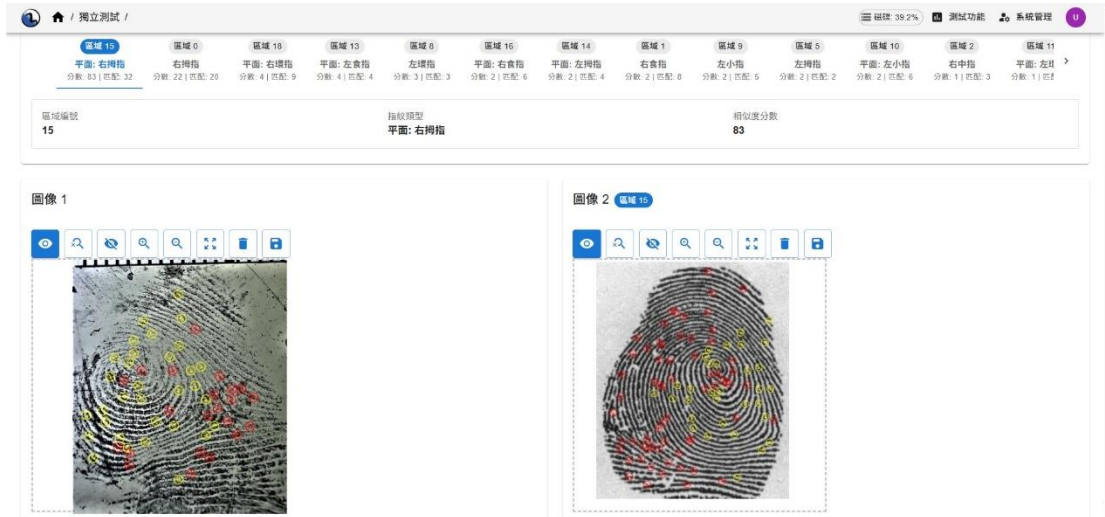 / 獨立測試 /
磁碟: 39.2%
測試功能
系統管理
U
區域 15
平面: 右拇指
分數: 83 | 匹配: 32
區域 0
右拇指
分數: 22 | 匹配: 20
區域 18
平面: 右環指
分數: 4 | 匹配: 9
區域 13
平面: 左食指
分數: 4 | 匹配: 4
區域 8
左環指
分數: 3 | 匹配: 3
區域 16
平面: 右食指
分數: 2 | 匹配: 6
區域 14
平面: 左拇指
分數: 2 | 匹配: 4
區域 1
右食指
分數: 2 | 匹配: 8
區域 9
左小指
分數: 2 | 匹配: 5
區域 5
左拇指
分數: 2 | 匹配: 2
區域 10
平面: 左小指
分數: 2 | 匹配: 6
區域 2
右中指
分數: 1 | 匹配: 3
區域 11
平面: 左
分數: 1 |
區域編號
15
指紋類型
平面: 右拇指
相似度分數
83
圖像 1
圖像 2 區域 15